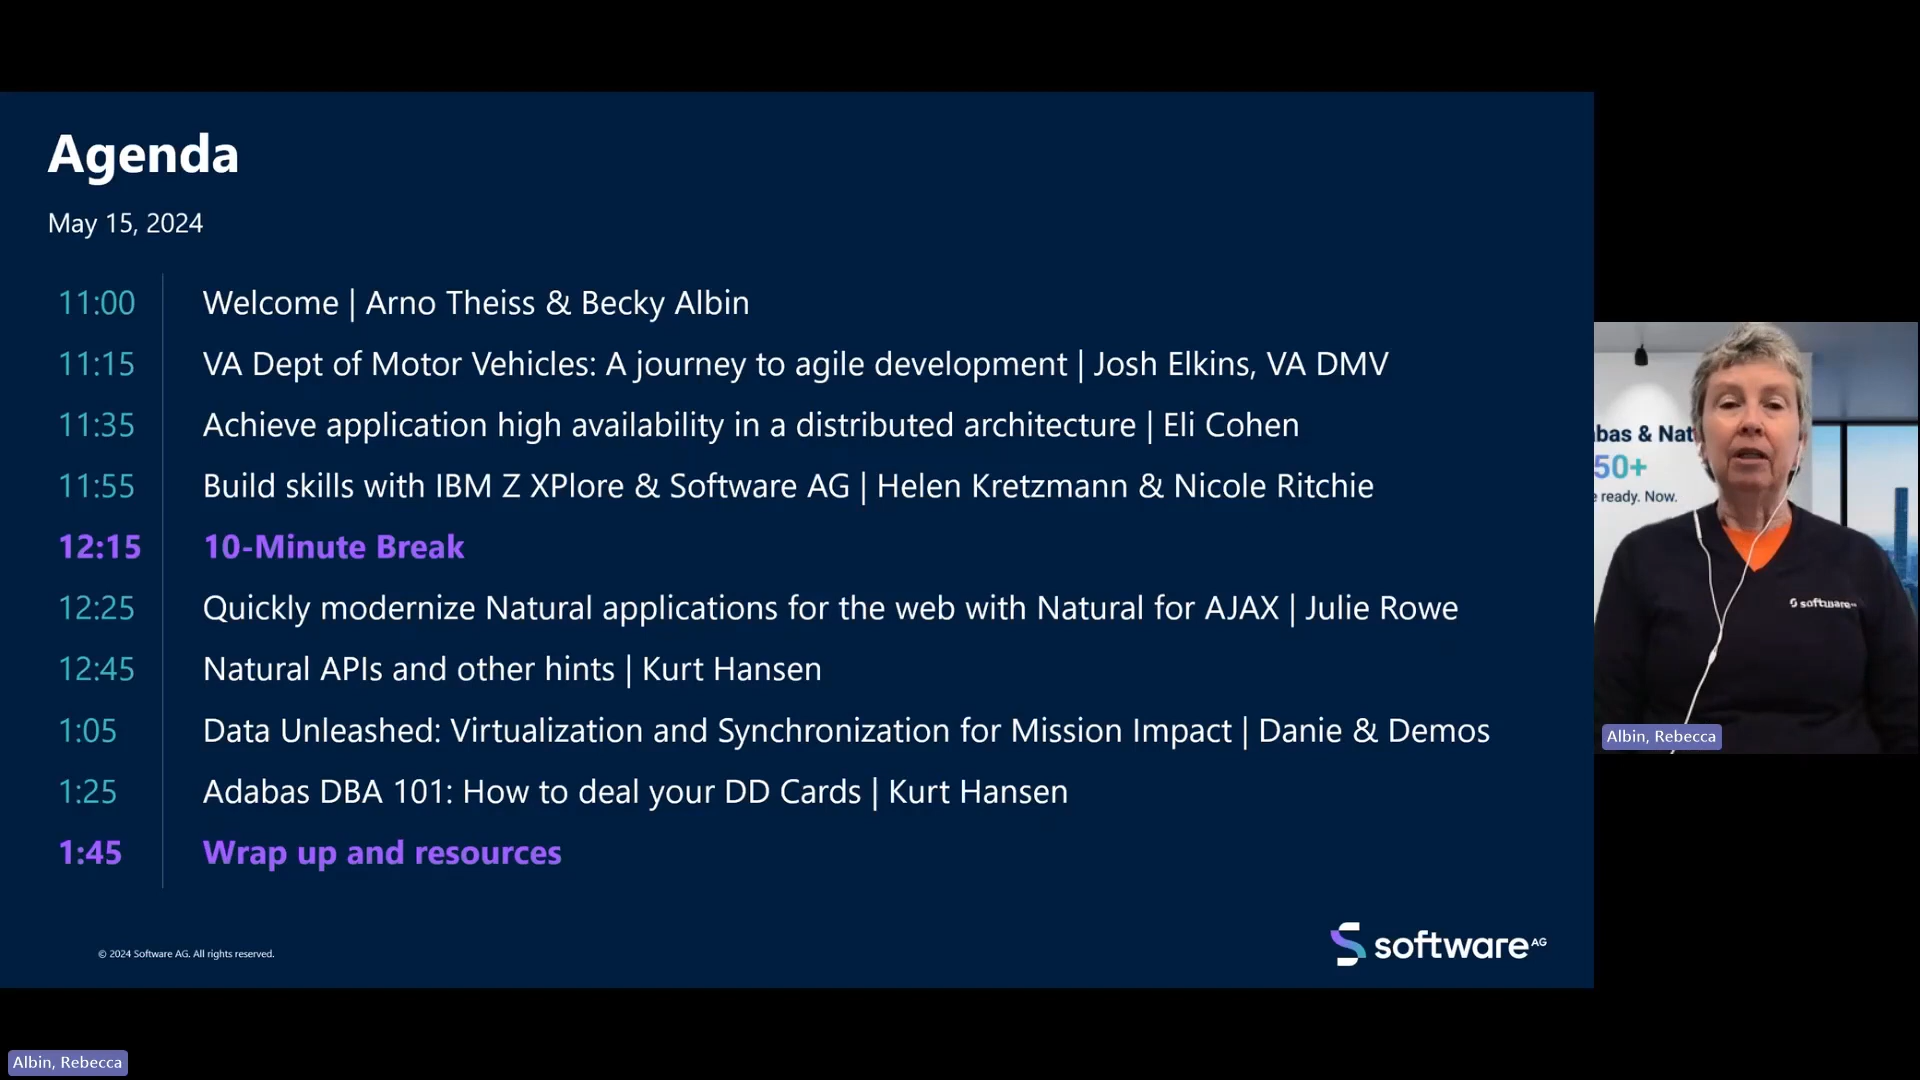 Agenda
May 15, 2024
11:00 Welcome | Arno Theiss & Becky Albin
11:15 VA Dept of Motor Vehicles: A journey to agile development | Josh Elkins, VA DMV
11:35 Achieve application high availability in a distributed architecture | Eli Cohen
11:55 Build skills with IBM Z XPlore & Software AG | Helen Kretzmann & Nicole Ritchie
12:15 10-Minute Break
12:25 Quickly modernize Natural applications for the web with Natural for AJAX | Julie Rowe
12:45 Natural APIs and other hints | Kurt Hansen
1:05 Data Unleashed: Virtualization and Synchronization for Mission Impact | Danie & Demos
1:25 Adabas DBA 101: How to deal your DD Cards | Kurt Hansen
1:45 Wrap up and resources
© 2024 Software AG. All rights reserved.
software AG
bas & Nat
50+
ready. Now.
software
Albin, Rebecca
Albin, Rebecca